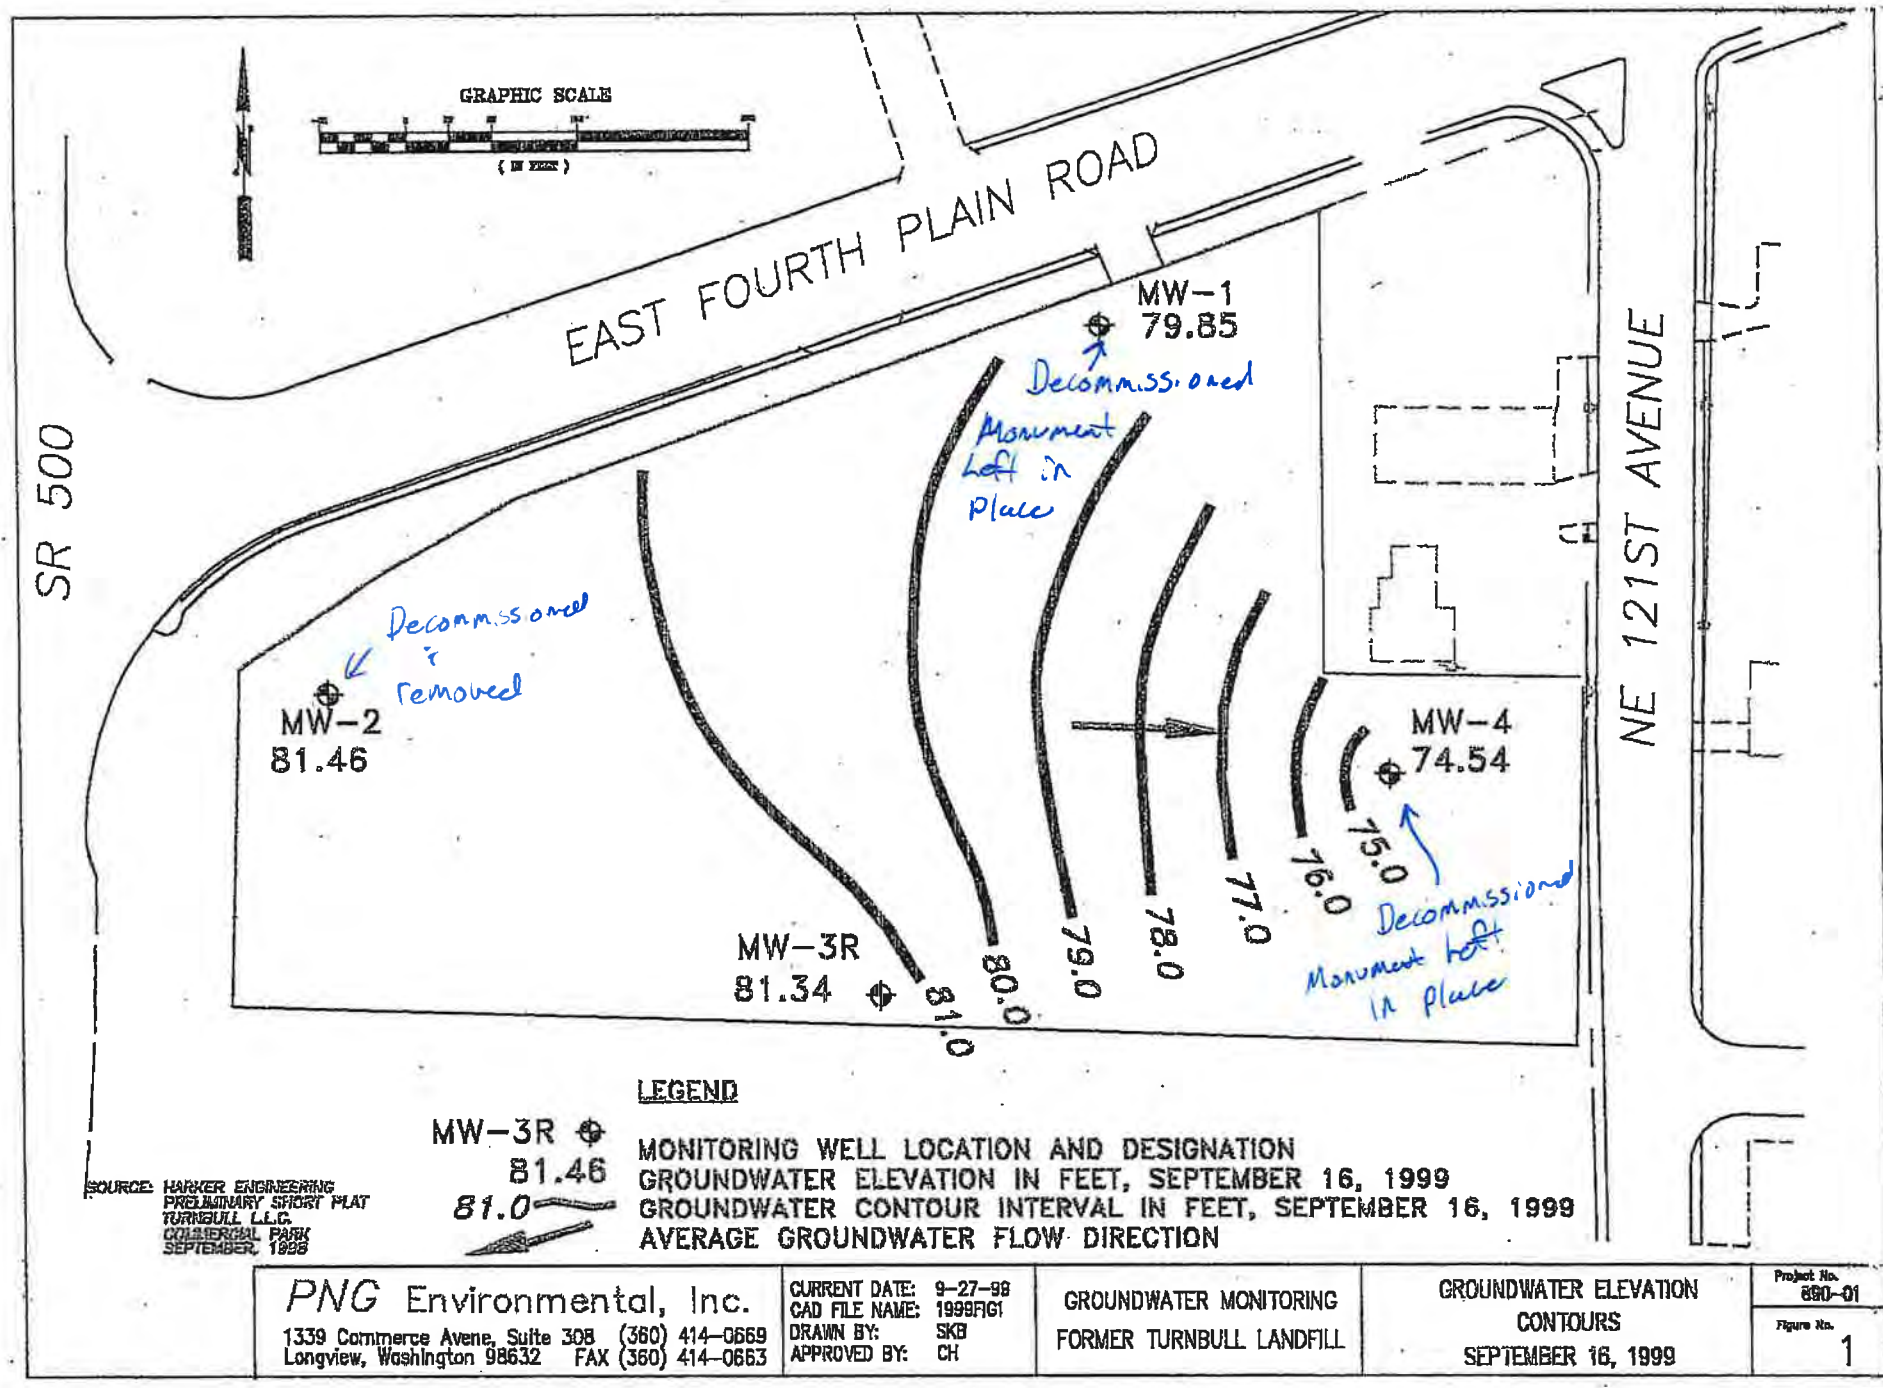 GRAPHIC SCALE
( IN FEET )
EAST FOURTH PLAIN ROAD
SR 500
NE 121ST AVENUE
MW-1
79.85
Decommissioned
Monument
Left in
Place
Decommissioned
&
removed
MW-2
81.46
MW-4
74.54
Decommissioned
Monument Left
in place
MW-3R
81.34
81.0
80.0
79.0
78.0
77.0
76.0
75.0
LEGEND
MW-3R
81.46
81.0
MONITORING WELL LOCATION AND DESIGNATION
GROUNDWATER ELEVATION IN FEET, SEPTEMBER 16, 1999
GROUNDWATER CONTOUR INTERVAL IN FEET, SEPTEMBER 16, 1999
AVERAGE GROUNDWATER FLOW DIRECTION
SOURCE: HARKER ENGINEERING
PRELIMINARY SHORT PLAT
TURNBULL L.L.C.
COMMERCIAL PARK
SEPTEMBER, 1998
PNG Environmental, Inc.
1339 Commerce Avene, Suite 308 (360) 414-0669
Longview, Washington 98632 FAX (360) 414-0663
CURRENT DATE: 9-27-99
CAD FILE NAME: 1999FIG1
DRAWN BY: SKB
APPROVED BY: CH
GROUNDWATER MONITORING
FORMER TURNBULL LANDFILL
GROUNDWATER ELEVATION
CONTOURS
SEPTEMBER 16, 1999
Project No.
890-01
Figure No.
1